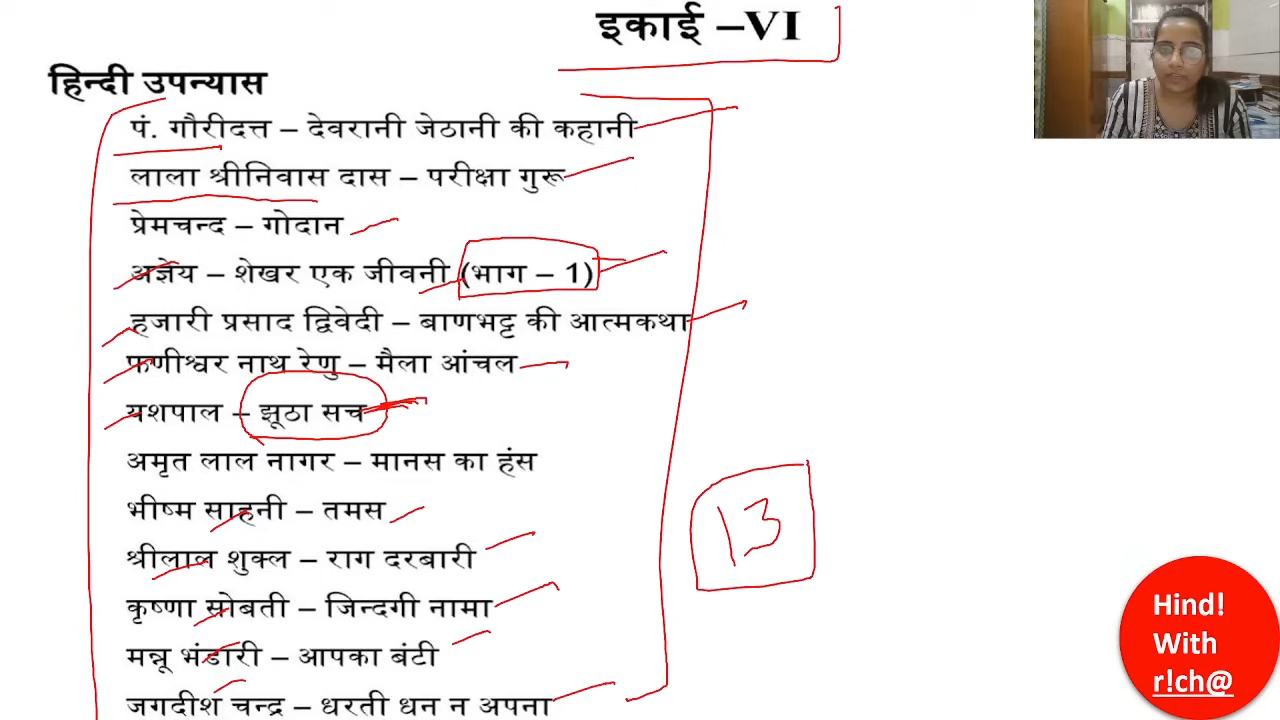 इकाई –VI
हिन्दी उपन्यास
पं. गौरीदत्त – देवरानी जेठानी की कहानी
लाला श्रीनिवास दास – परीक्षा गुरू
प्रेमचन्द – गोदान
अज्ञेय – शेखर एक जीवनी (भाग – 1)
हजारी प्रसाद द्विवेदी – बाणभट्ट की आत्मकथा
फणीश्वर नाथ रेणु – मैला आंचल
यशपाल – झूठा सच
अमृत लाल नागर – मानस का हंस
भीष्म साहनी – तमस
श्रीलाल शुक्ल – राग दरबारी
कृष्णा सोबती – जिन्दगी नामा
मन्नू भंडारी – आपका बंटी
जगदीश चन्द्र – धरती धन न अपना
13
Hind!
With
r!ch@